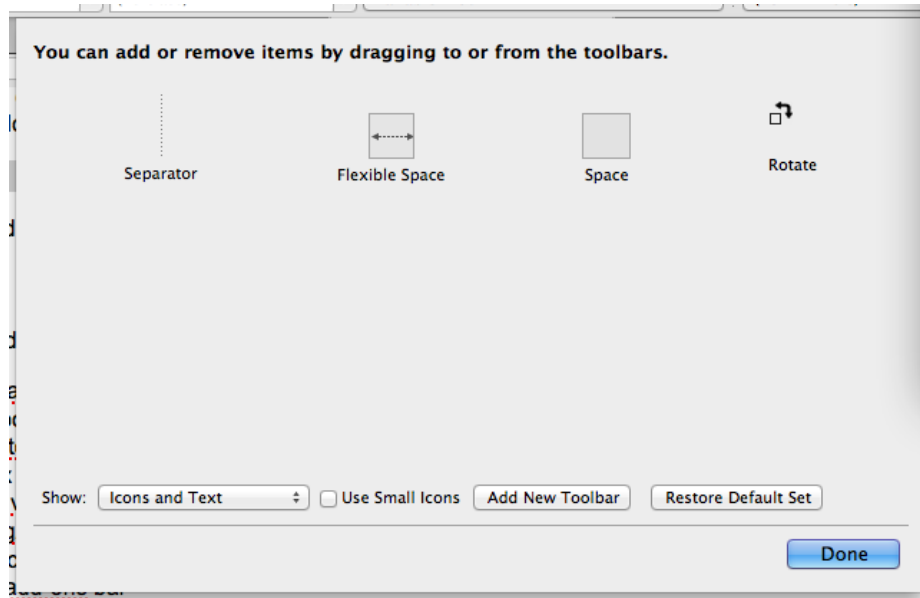 You can add or remove items by dragging to or from the toolbars.
Separator
Flexible Space
Space
Rotate
Show: Icons and Text Use Small Icons Add New Toolbar Restore Default Set
Done